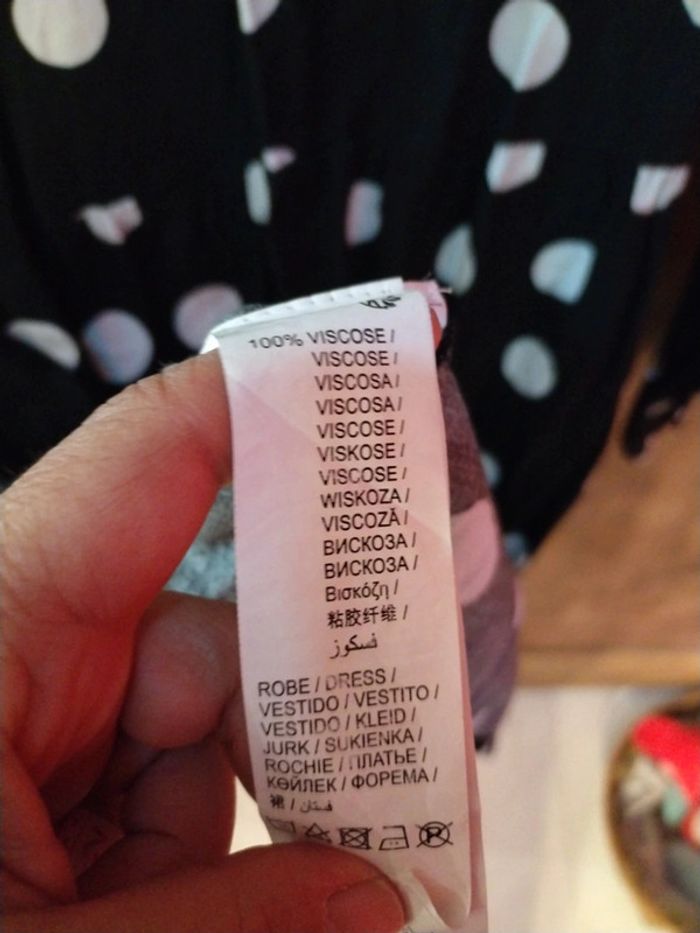 100% VISCOSE /
VISCOSE /
VISCOSA /
VISCOSA /
VISCOSE /
VISKOSE /
VISCOSE /
WISKOZA /
VISCOZĂ /
ВИСКОЗА /
ВИСКОЗА /
Βισκόζη /
粘胶纤维 /
فسكوز
ROBE / DRESS /
VESTIDO / VESTITO /
VESTIDO / KLEID /
JURK / SUKIENKA /
ROCHIE / ПЛАТЬЕ /
КӨЙЛЕК / ФОРЕМА /
裙 / فستان